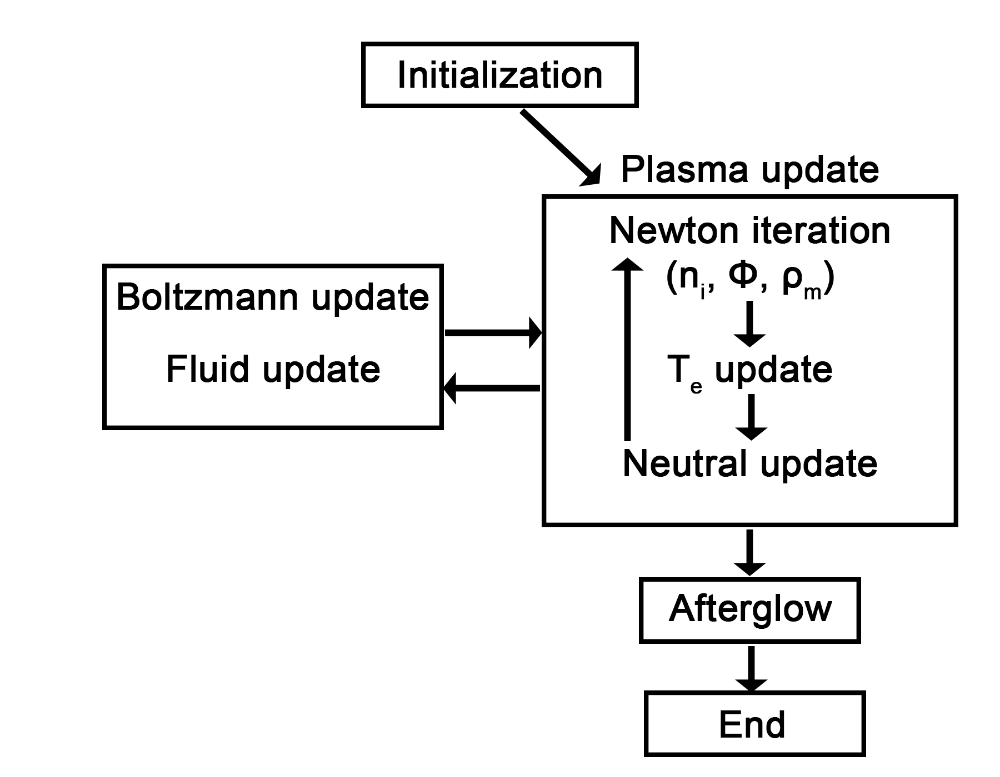 Initialization
Plasma update
Newton iteration
(nᵢ, Φ, ρₘ)
Tₑ update
Neutral update
Boltzmann update
Fluid update
Afterglow
End